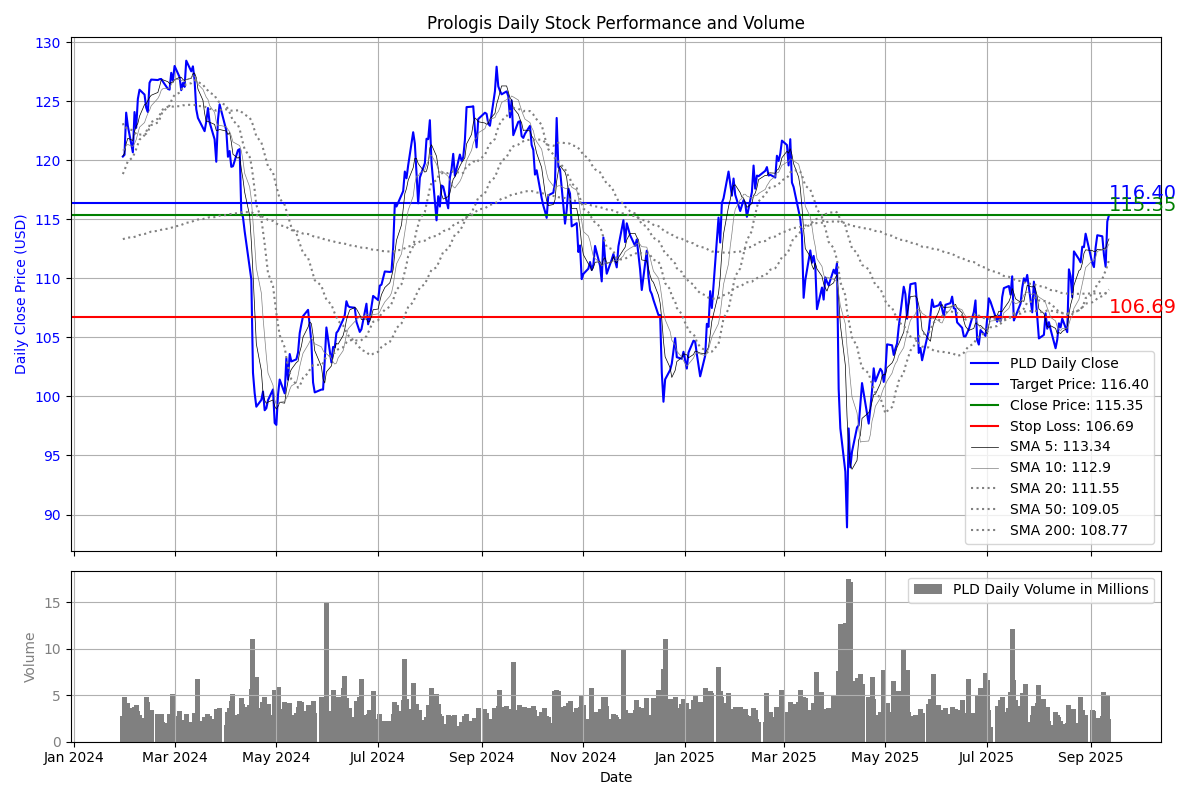 Prologis Daily Stock Performance and Volume
130
125
120
115
110
105
100
95
90
Daily Close Price (USD)
116.40
115.35
106.69
PLD Daily Close
Target Price: 116.40
Close Price: 115.35
Stop Loss: 106.69
SMA 5: 113.34
SMA 10: 112.9
SMA 20: 111.55
SMA 50: 109.05
SMA 200: 108.77
15
10
5
0
Volume
PLD Daily Volume in Millions
Jan 2024 Mar 2024 May 2024 Jul 2024 Sep 2024 Nov 2024 Jan 2025 Mar 2025 May 2025 Jul 2025 Sep 2025
Date